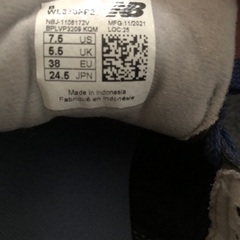 NBJ-1106172V
BPLVP3209 KQM
MFG:11/2021
LOC:25
7.5 US
5.5 UK
38 EU
24.5 JPN
Made in Indonesia
Fabriqué en Indonésie